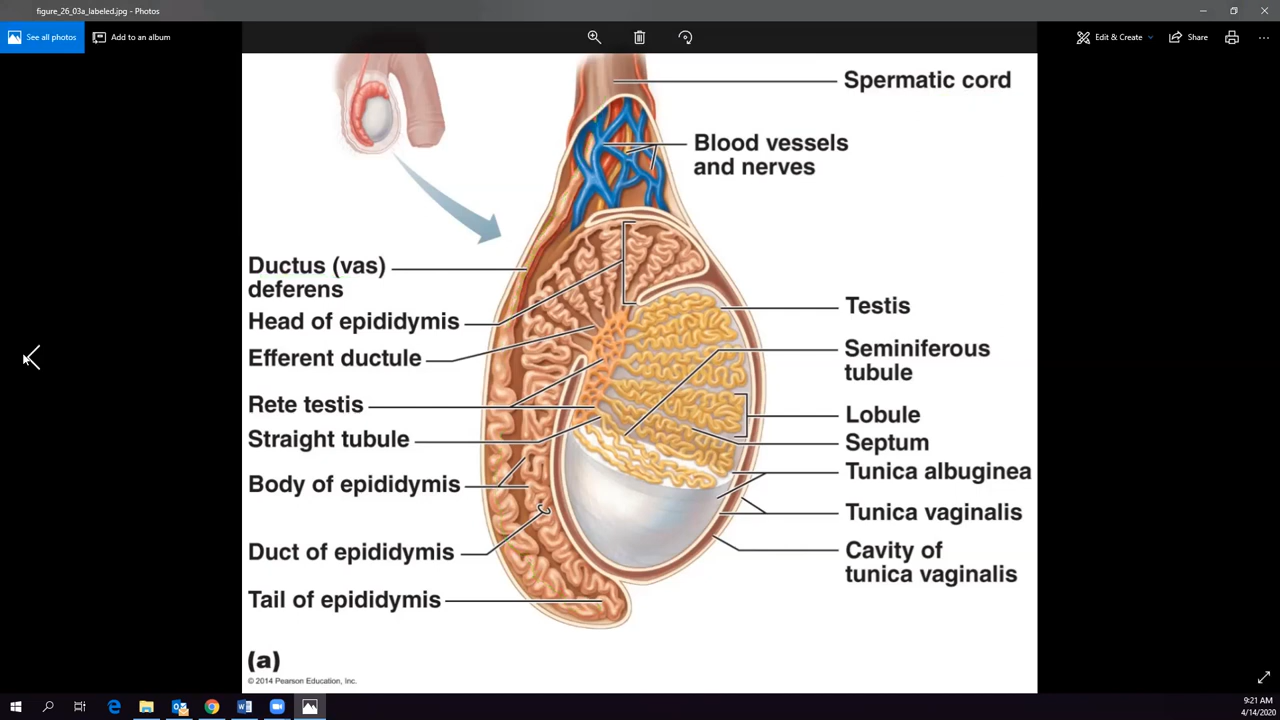 figure_26_03a_labeled.jpg - Photos
See all photos
Add to an album
Edit & Create
Share
Spermatic cord
Blood vessels
and nerves
Ductus (vas)
deferens
Head of epididymis
Efferent ductule
Rete testis
Straight tubule
Body of epididymis
Duct of epididymis
Tail of epididymis
Testis
Seminiferous
tubule
Lobule
Septum
Tunica albuginea
Tunica vaginalis
Cavity of
tunica vaginalis
(a)
© 2014 Pearson Education, Inc.
9:21 AM
4/14/2020